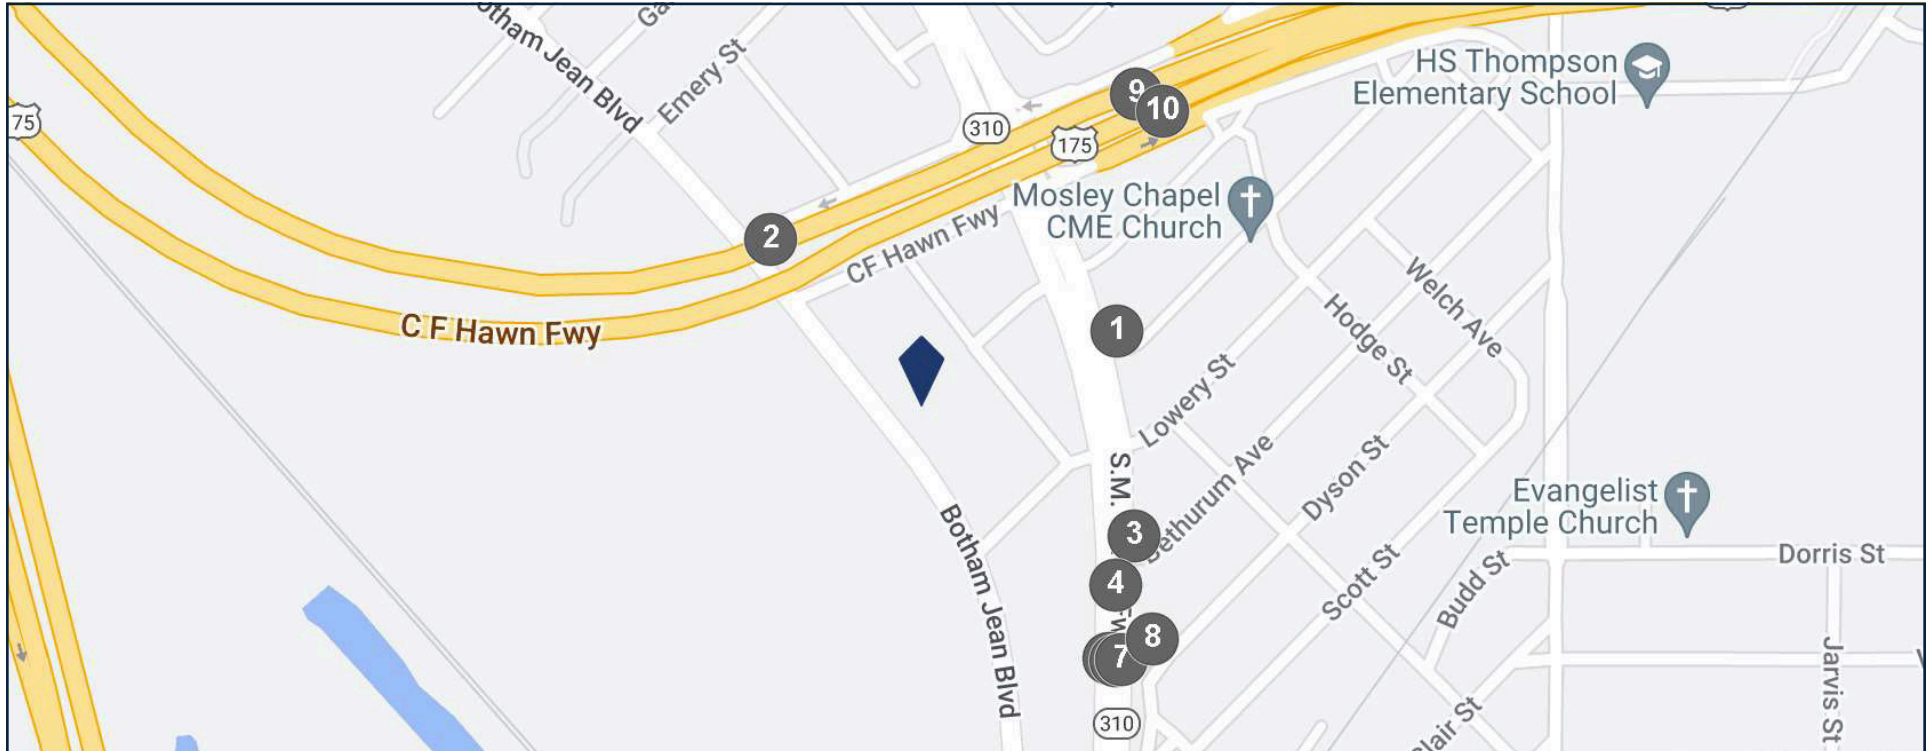 Botham Jean Blvd
Emery St
75
310
9
10
175
HS Thompson
Elementary School
2
CF Hawn Fwy
Mosley Chapel
CME Church
C F Hawn Fwy
1
Welch Ave
Hodge St
Lowery St
Bethurum Ave
Dyson St
S.M.
3
4
8
7
Botham Jean Blvd
Scott St
Budd St
Evangelist
Temple Church
Dorris St
Jarvis St
310